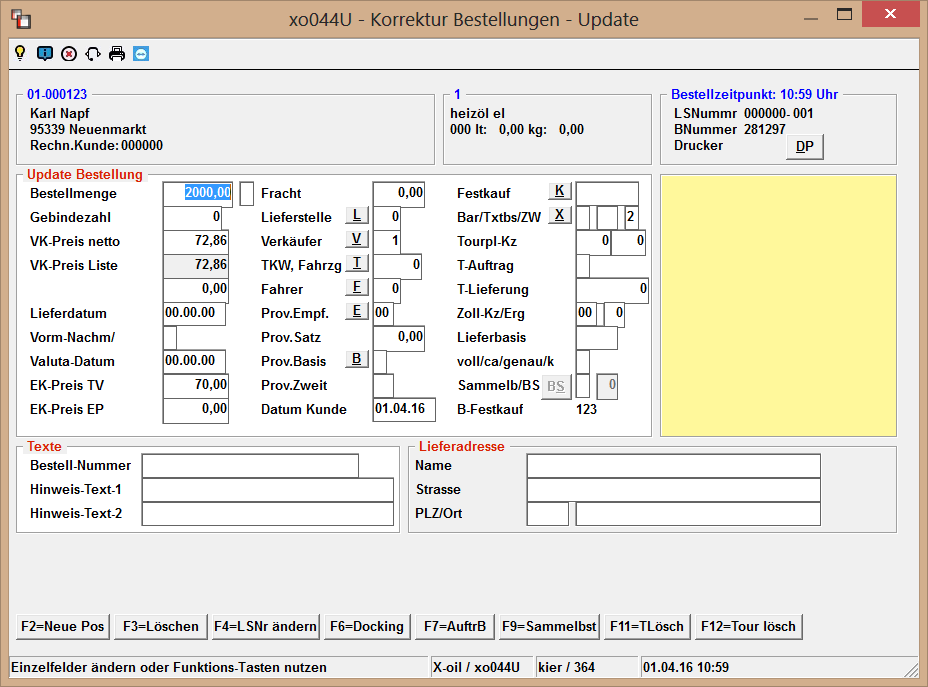 xo044U - Korrektur Bestellungen - Update
01-000123
Karl Napf
95339 Neuenmarkt
Rechn.Kunde: 000000
1
heizöl el
000 lt: 0,00 kg: 0,00
Bestellzeitpunkt: 10:59 Uhr
LSNummr 000000- 001
BNummer 281297
Drucker DP
Update Bestellung
Bestellmenge 2000,00 Fracht 0,00 Festkauf K
Gebindezahl 0 Lieferstelle L 0 Bar/Txtbs/ZW X 2
VK-Preis netto 72,86 Verkäufer V 1 Tourpl-Kz 0 0
VK-Preis Liste 72,86 TKW, Fahrzg T 0 T-Auftrag
0,00 Fahrer F 0 T-Lieferung 0
Lieferdatum 00.00.00 Prov.Empf. E 00 Zoll-Kz/Erg 00 0
Vorm-Nachm/ Prov.Satz 0,00 Lieferbasis
Valuta-Datum 00.00.00 Prov.Basis B voll/ca/genau/k
EK-Preis TV 70,00 Prov.Zweit Sammelb/BS BS 0
EK-Preis EP 0,00 Datum Kunde 01.04.16 B-Festkauf 123
Texte
Bestell-Nummer
Hinweis-Text-1
Hinweis-Text-2
Lieferadresse
Name
Strasse
PLZ/Ort
F2=Neue Pos F3=Löschen F4=LSNr ändern F6=Docking F7=AuftrB F9=Sammelbst F11=TLösch F12=Tour lösch
Einzelfelder ändern oder Funktions-Tasten nutzen X-oil / xo044U kier / 364 01.04.16 10:59